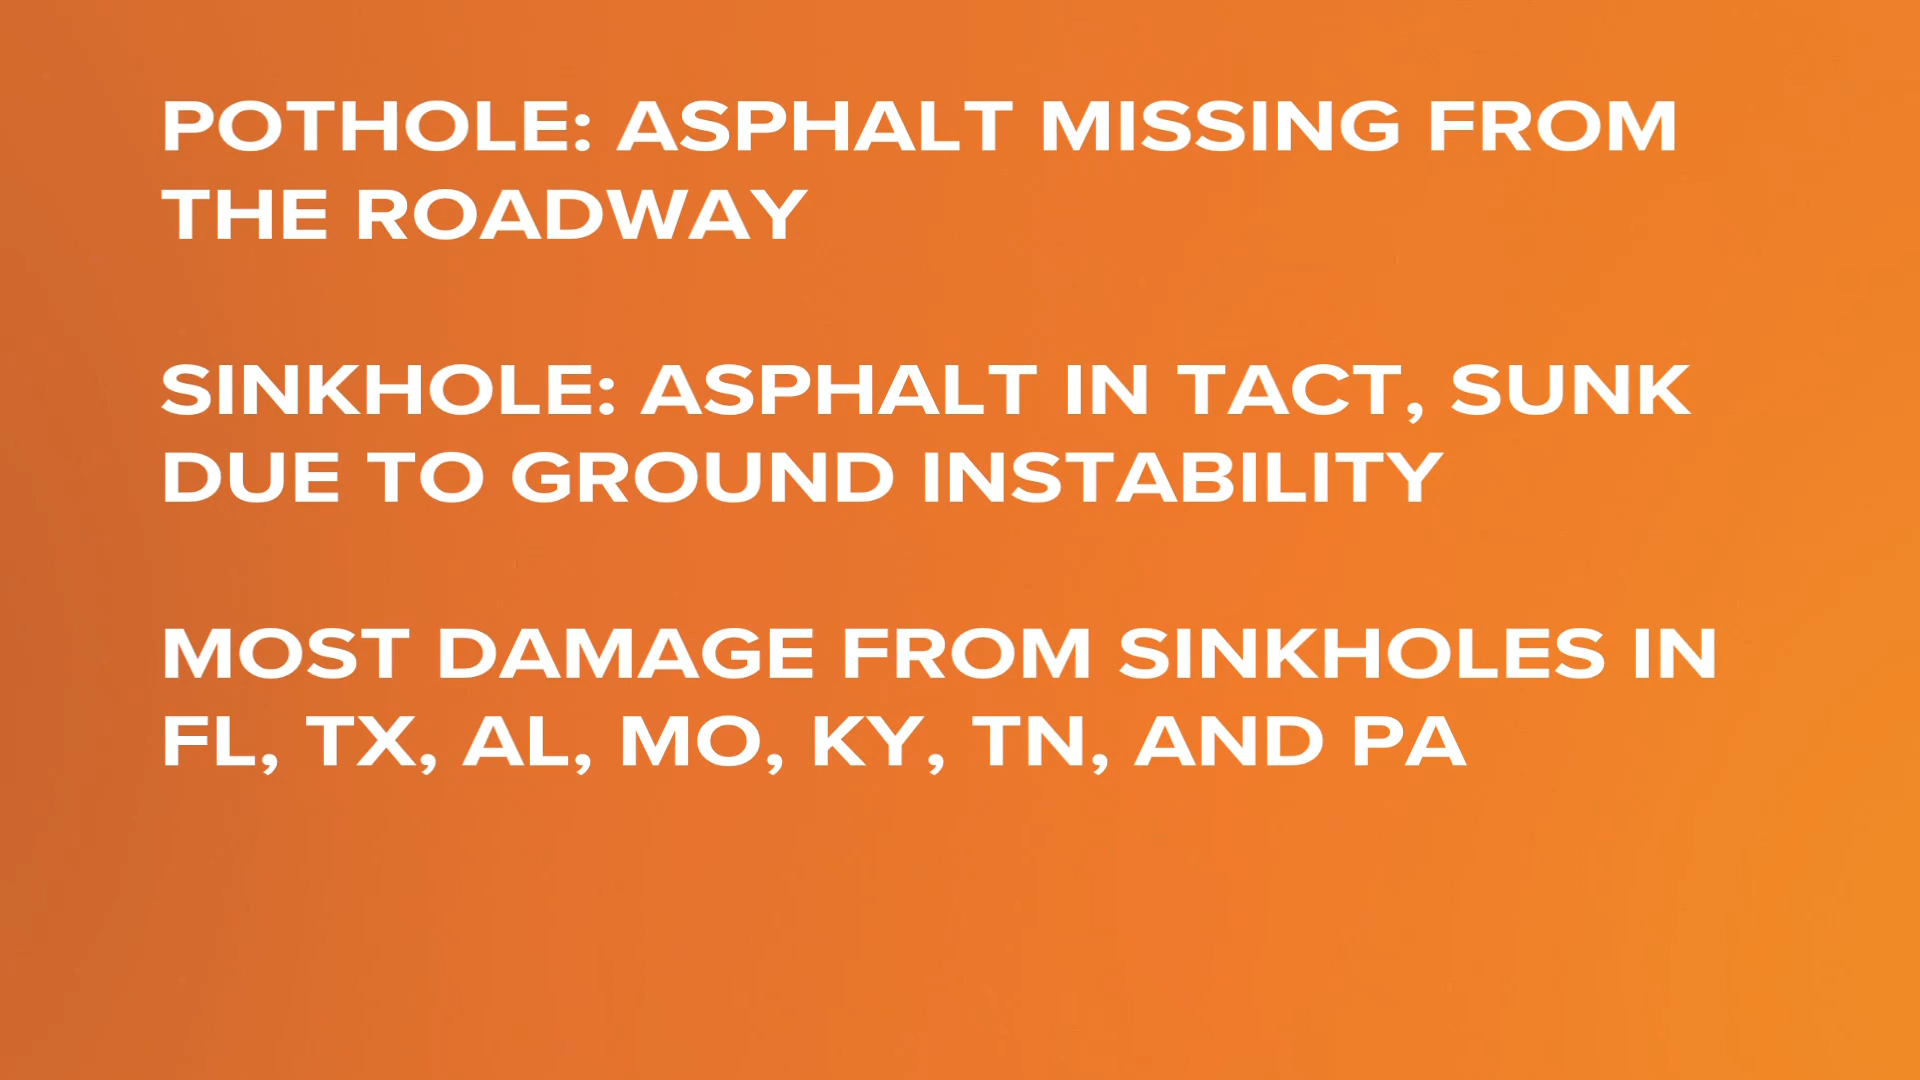 POTHOLE: ASPHALT MISSING FROM
THE ROADWAY
SINKHOLE: ASPHALT IN TACT, SUNK
DUE TO GROUND INSTABILITY
MOST DAMAGE FROM SINKHOLES IN
FL, TX, AL, MO, KY, TN, AND PA